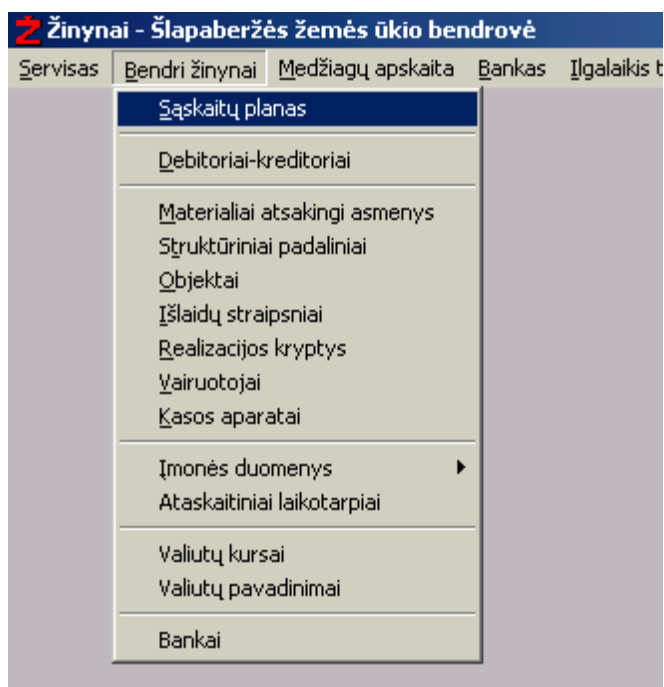 Ž Žinynai - Šlapaberžės žemės ūkio bendrovė
Servisas Bendri žinynai Medžiagų apskaita Bankas Ilgalaikis t
Sąskaitų planas
Debitoriai-kreditoriai
Materialiai atsakingi asmenys
Struktūriniai padaliniai
Objektai
Išlaidų straipsniai
Realizacijos kryptys
Vairuotojai
Kasos aparatai
Įmonės duomenys
Ataskaitiniai laikotarpiai
Valiutų kursai
Valiutų pavadinimai
Bankai